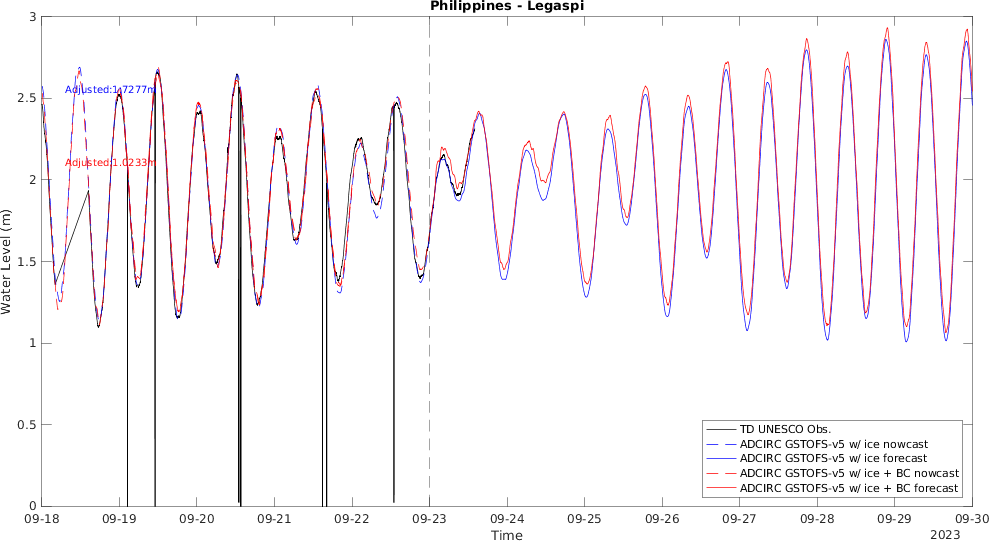 Philippines - Legaspi
3
2.5
2
1.5
1
0.5
0
Water Level (m)
Adjusted:1.7277m
Adjusted:1.0233m
TD UNESCO Obs.
ADCIRC GSTOFS-v5 w/ ice nowcast
ADCIRC GSTOFS-v5 w/ ice forecast
ADCIRC GSTOFS-v5 w/ ice + BC nowcast
ADCIRC GSTOFS-v5 w/ ice + BC forecast
09-18 09-19 09-20 09-21 09-22 09-23 09-24 09-25 09-26 09-27 09-28 09-29 09-30
Time
2023